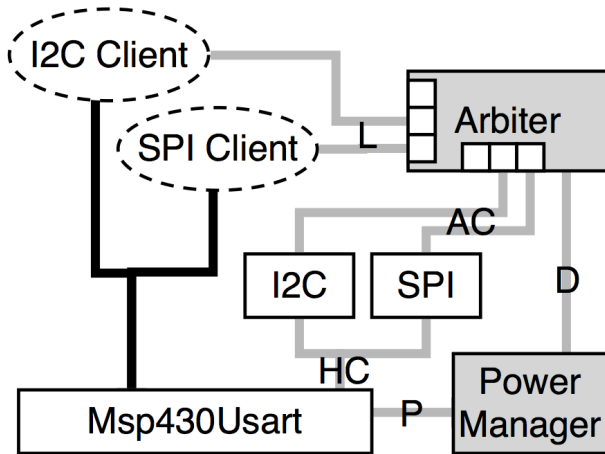 I2C Client
SPI Client
L
Arbiter
AC
I2C
SPI
D
HC
Msp430Usart
P
Power
Manager